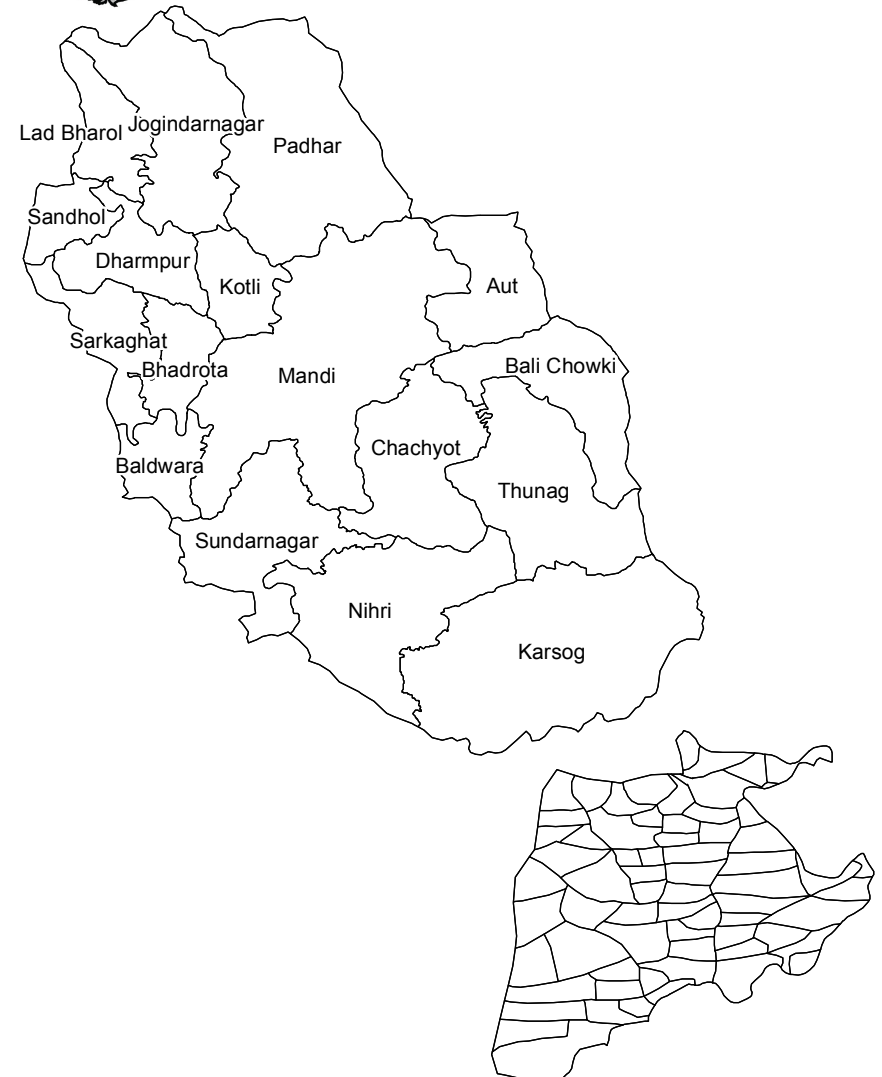 Jogindarnagar
Lad Bharol
Padhar
Sandhol
Dharmpur
Kotli
Aut
Sarkaghat
Bali Chowki
Bhadrota
Mandi
Chachyot
Baldwara
Thunag
Sundarnagar
Nihri
Karsog